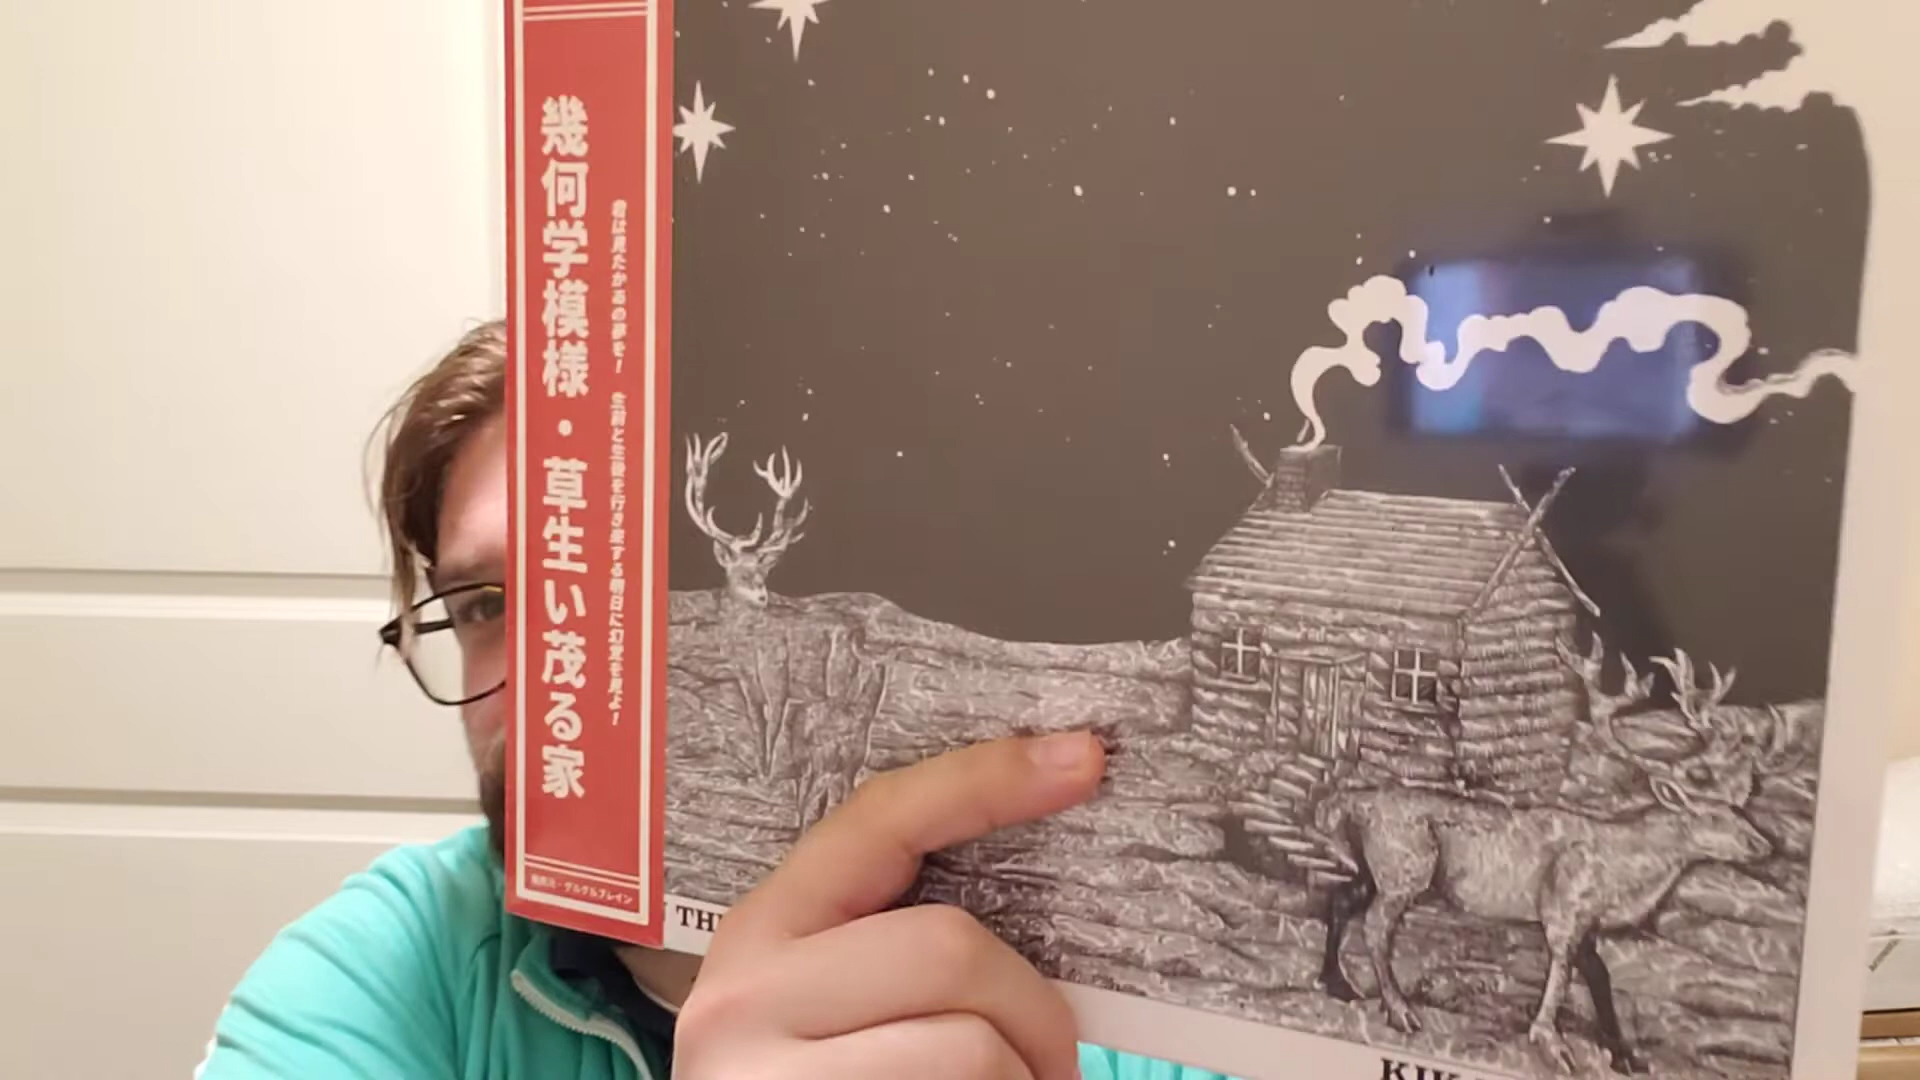 君は見たかあの夢を! 生前と生後を行き来する明日に幻覚を見よ!
幾何学模様・草生い茂る家
発売元・グルグルブレイン
THE
KIK